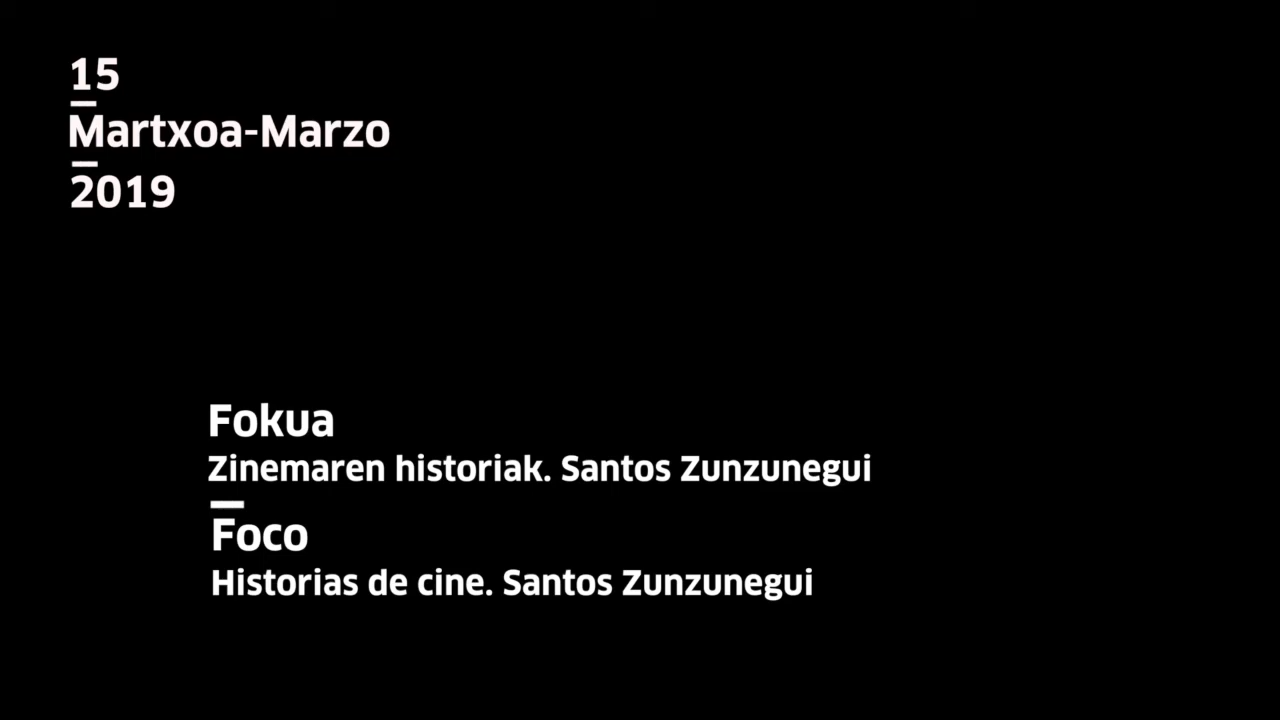 15
Martxoa-Marzo
2019
Fokua
Zinemaren historiak. Santos Zunzunegui
Foco
Historias de cine. Santos Zunzunegui